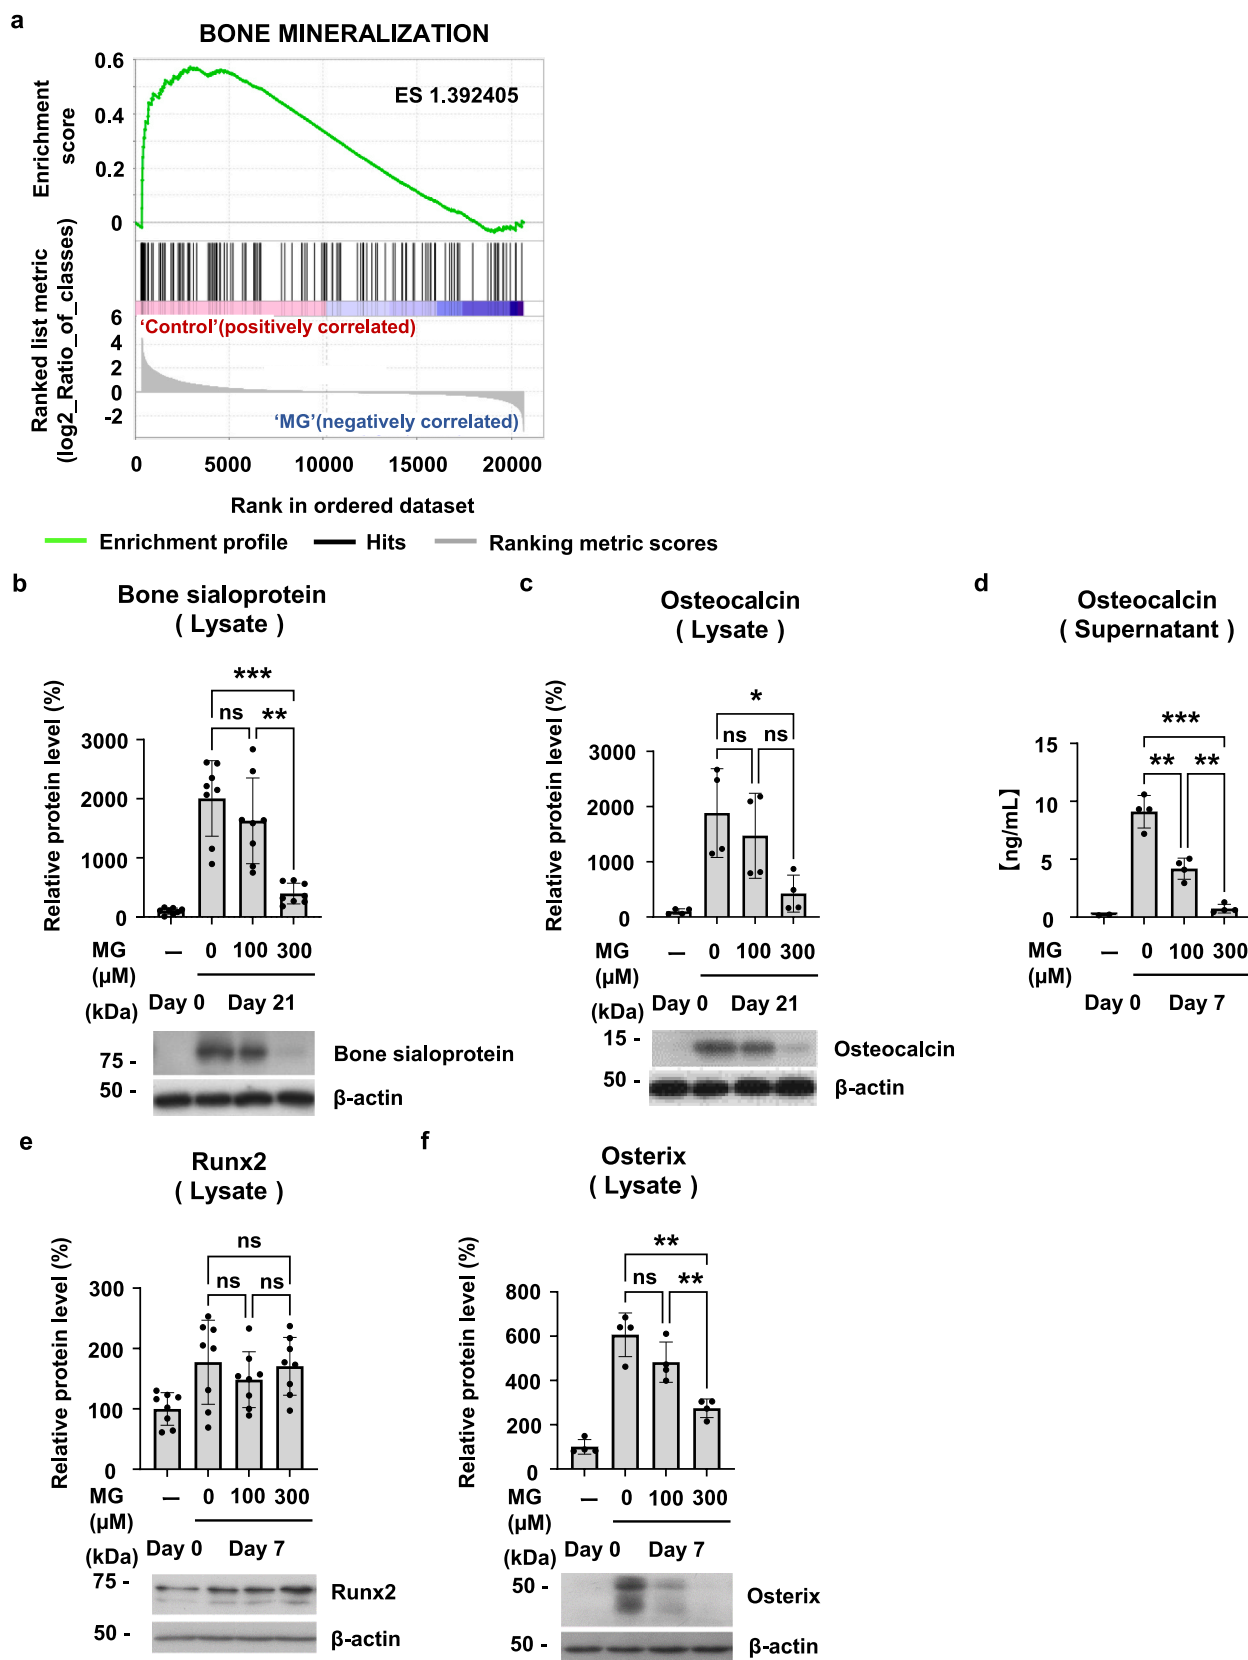 a
BONE MINERALIZATION
Enrichment
score
0.6
0.4
0.2
0
ES 1.392405
Ranked list metric
(log2_Ratio_of_classes)
6
4
2
0
-2
‘Control’(positively correlated)
‘MG’(negatively correlated)
0 5000 10000 15000 20000
Rank in ordered dataset
Enrichment profile Hits Ranking metric scores
b
Bone sialoprotein
( Lysate )
Relative protein level (%)
***
ns **
3000
2000
1000
0
MG – 0 100 300
(μM)
Day 0 Day 21
(kDa)
75 -
Bone sialoprotein
50 -
β-actin
c
Osteocalcin
( Lysate )
Relative protein level (%)
*
ns ns
3000
2000
1000
0
MG – 0 100 300
(μM)
Day 0 Day 21
(kDa)
15 -
Osteocalcin
50 -
β-actin
d
Osteocalcin
( Supernatant )
【ng/mL】
***
** **
15
10
5
0
MG – 0 100 300
(μM)
Day 0 Day 7
e
Runx2
( Lysate )
Relative protein level (%)
ns
ns ns
300
200
100
0
MG – 0 100 300
(μM)
Day 0 Day 7
(kDa)
75 -
Runx2
50 -
β-actin
f
Osterix
( Lysate )
Relative protein level (%)
**
ns **
800
600
400
200
0
MG – 0 100 300
(μM)
Day 0 Day 7
(kDa)
50 -
Osterix
50 -
β-actin